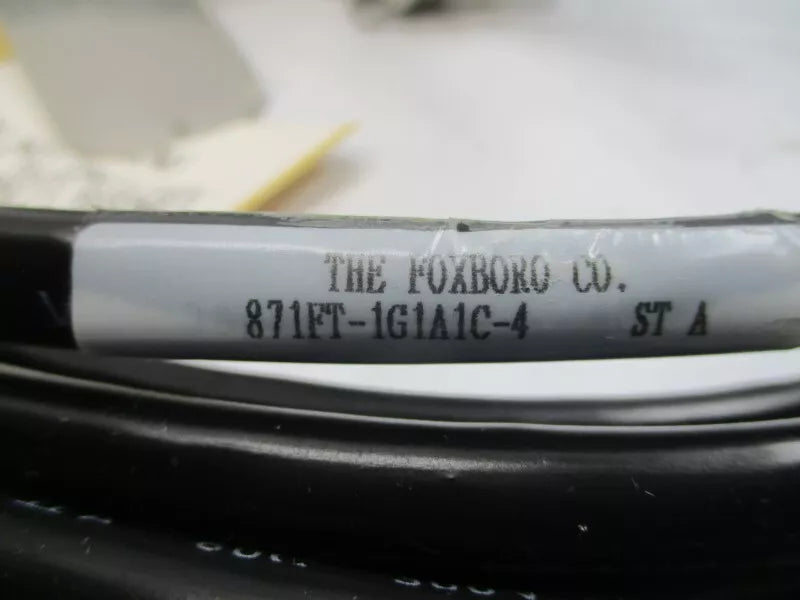 THE FOXBORO CO.
871FT-1G1A1C-4 ST A